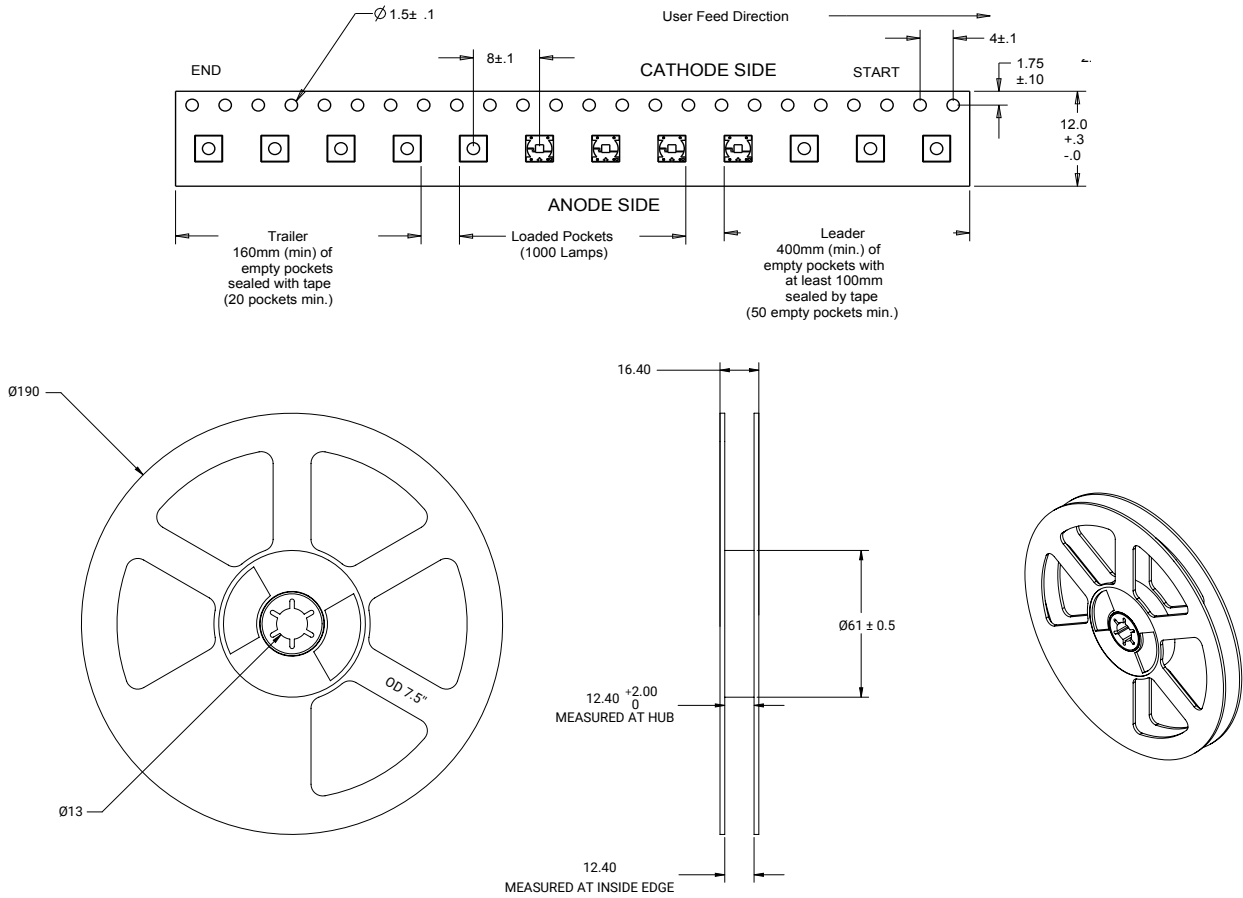 Ø 1.5± .1
User Feed Direction
4±.1
8±.1
1.75
±.10
END
CATHODE SIDE
START
12.0
+.3
-.0
ANODE SIDE
Trailer
160mm (min) of
empty pockets
sealed with tape
(20 pockets min.)
Loaded Pockets
(1000 Lamps)
Leader
400mm (min.) of
empty pockets with
at least 100mm
sealed by tape
(50 empty pockets min.)
16.40
Ø190
Ø61 ± 0.5
OD 7.5"
12.40 +2.00
0
MEASURED AT HUB
Ø13
12.40
MEASURED AT INSIDE EDGE